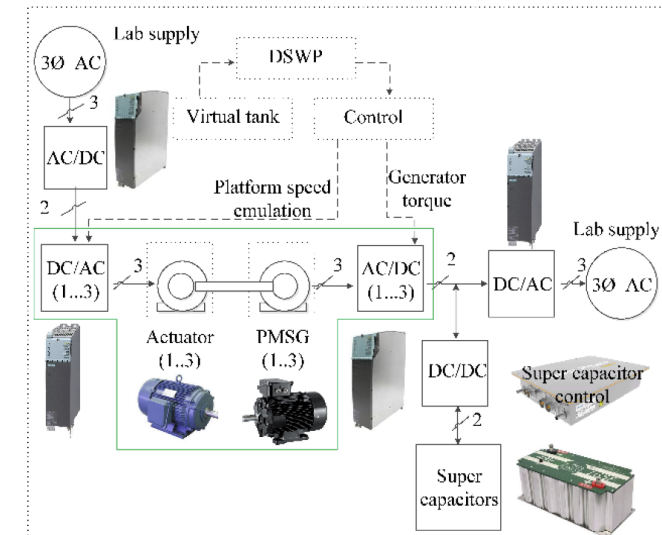 Lab supply
3Ø AC
DSWP
3
Virtual tank
Control
AC/DC
Platform speed
emulation
Generator
torque
2
Lab supply
DC/AC
(1...3)
3
3
AC/DC
(1...3)
2
DC/AC
3
3Ø AC
Actuator
(1..3)
PMSG
(1..3)
DC/DC
Super capacitor
control
2
Super
capacitors